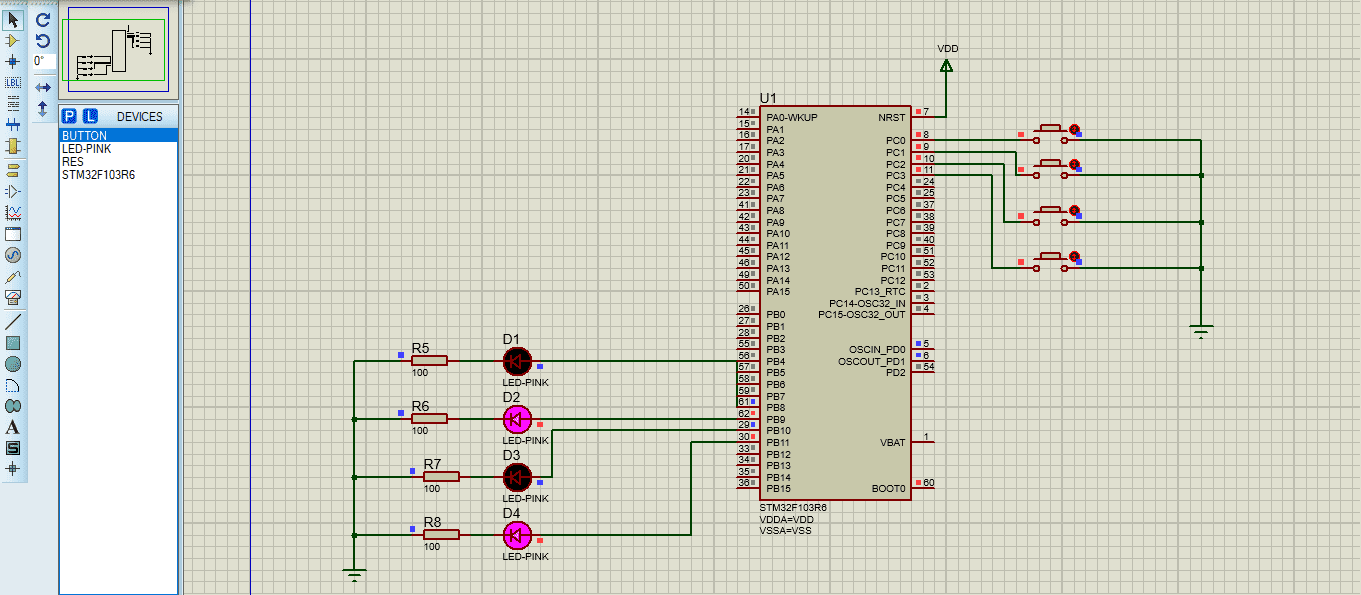 0°
LBL
A
S
P L DEVICES
BUTTON
LED-PINK
RES
STM32F103R6
VDD
U1
14 PA0-WKUP NRST 7
15 PA1
16 PA2 PC0 8
17 PA3 PC1 9
20 PA4 PC2 10
21 PA5 PC3 11
22 PA6 PC4 24
23 PA7 PC5 25
41 PA8 PC6 37
42 PA9 PC7 38
43 PA10 PC8 39
44 PA11 PC9 40
45 PA12 PC10 51
46 PA13 PC11 52
49 PA14 PC12 53
50 PA15 PC13_RTC 2
PC14-OSC32_IN 3
26 PB0 PC15-OSC32_OUT 4
27 PB1
28 PB2
55 PB3 OSCIN_PD0 5
56 PB4 OSCOUT_PD1 6
57 PB5 PD2 54
58 PB6
59 PB7
61 PB8
62 PB9
29 PB10
30 PB11 VBAT 1
33 PB12
34 PB13
35 PB14
36 PB15 BOOT0 60
STM32F103R6
VDDA=VDD
VSSA=VSS
R5
100
D1
LED-PINK
R6
100
D2
LED-PINK
R7
100
D3
LED-PINK
R8
100
D4
LED-PINK